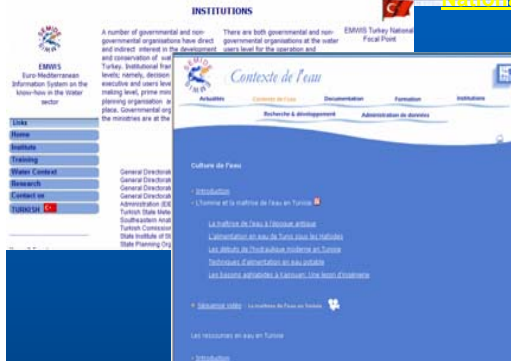 Nation
INSTITUTIONS
A number of governmental and non-
governmental organisations have direct
and indirect interest in the development
and conservation of wat
Turkey. Institutional fram
levels; namely, decision
executive and users leve
making level, prime minis
planning organisation a
place. Governmental org
the ministries are at the
There are both governmental and non-
governmental organisations at the water
users level for the operation and
EMWIS Turkey National
Focal Point
EMWIS
Euro-Mediterranean
Information System on the
know-how in the Water
sector
Links
Home
Institute
Training
Water Context
Research
Contact us
TURKISH
General Directorat
General Directorat
General Directorat
General Directorat
Administration (EIE
Turkish State Mete
Southeastern Anat
Turkish Comission
State Institute of St
State Planning Org
SEMIDE
EMWIS
Contexte de l'eau
Actualités
Contexte de l'eau
Documentation
Formation
Institutions
Recherche & développement
Administration de données
Culture de l'eau
Introduction
L'homme et la maîtrise de l'eau en Tunisie
La maîtrise de l'eau à l'époque antique
L'alimentation en eau de Tunis sous les Hafsides
Les débuts de l'hydraulique moderne en Tunisie
Techniques d'alimentation en eau potable
Les bassins aghlabides à Kairouan: Une leçon d'ingénierie
Séquence vidéo : La maîtrise de l'eau en Tunisie
Les ressources en eau en Tunisie
Introduction